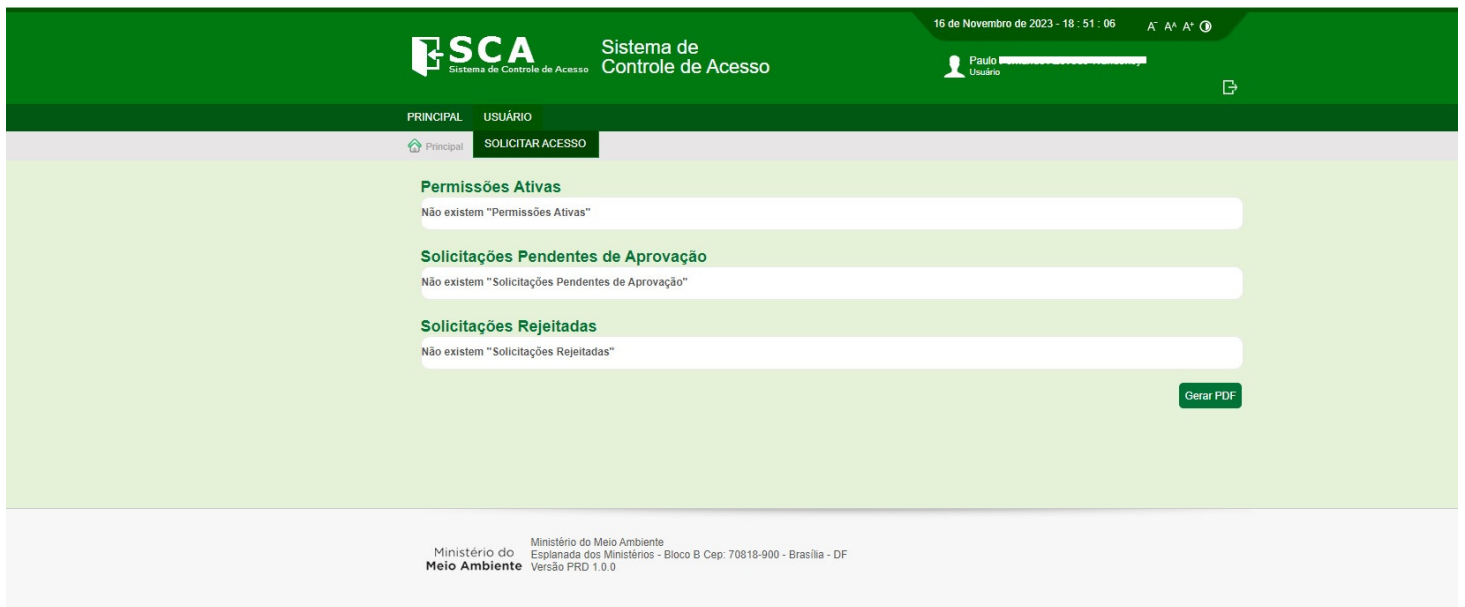 16 de Novembro de 2023 - 18 : 51 : 06 A- A^ A+
SCA
Sistema de Controle de Acesso
Sistema de
Controle de Acesso
Paulo
Usuário
PRINCIPAL USUÁRIO
Principal SOLICITAR ACESSO
Permissões Ativas
Não existem "Permissões Ativas"
Solicitações Pendentes de Aprovação
Não existem "Solicitações Pendentes de Aprovação"
Solicitações Rejeitadas
Não existem "Solicitações Rejeitadas"
Gerar PDF
Ministério do
Meio Ambiente
Ministério do Meio Ambiente
Esplanada dos Ministérios - Bloco B Cep: 70818-900 - Brasília - DF
Versão PRD 1.0.0